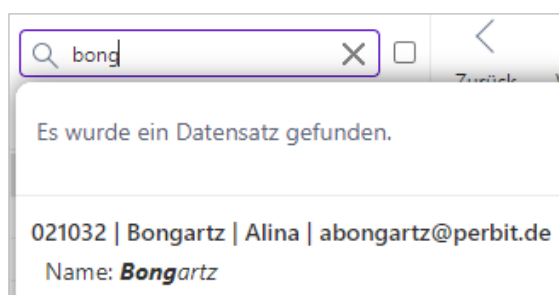 bong
Zurück
Es wurde ein Datensatz gefunden.
021032 | Bongartz | Alina | abongartz@perbit.de
Name: Bongartz